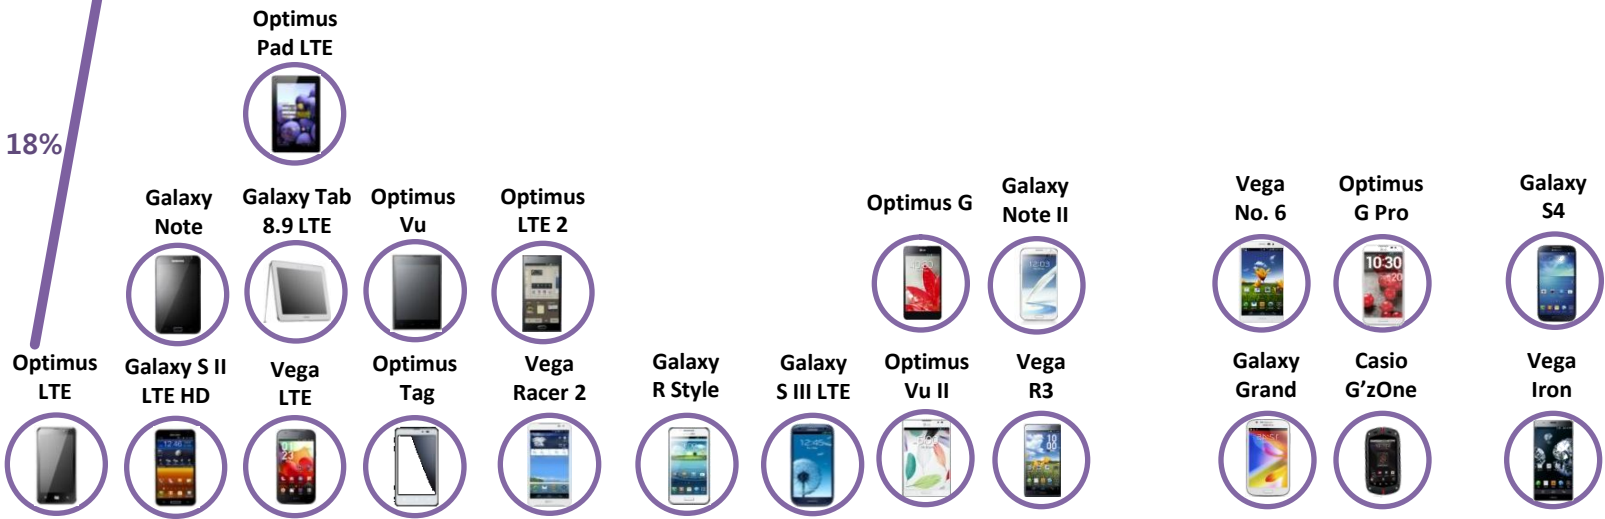 Optimus
Pad LTE
18%
Galaxy
Note
Galaxy Tab
8.9 LTE
Optimus
Vu
Optimus
LTE 2
Optimus G
Galaxy
Note II
Vega
No. 6
Optimus
G Pro
Galaxy
S4
10:30
Optimus
LTE
Galaxy S II
LTE HD
Vega
LTE
Optimus
Tag
Vega
Racer 2
Galaxy
R Style
Galaxy
S III LTE
Optimus
Vu II
Vega
R3
Galaxy
Grand
Casio
G’zOne
Vega
Iron